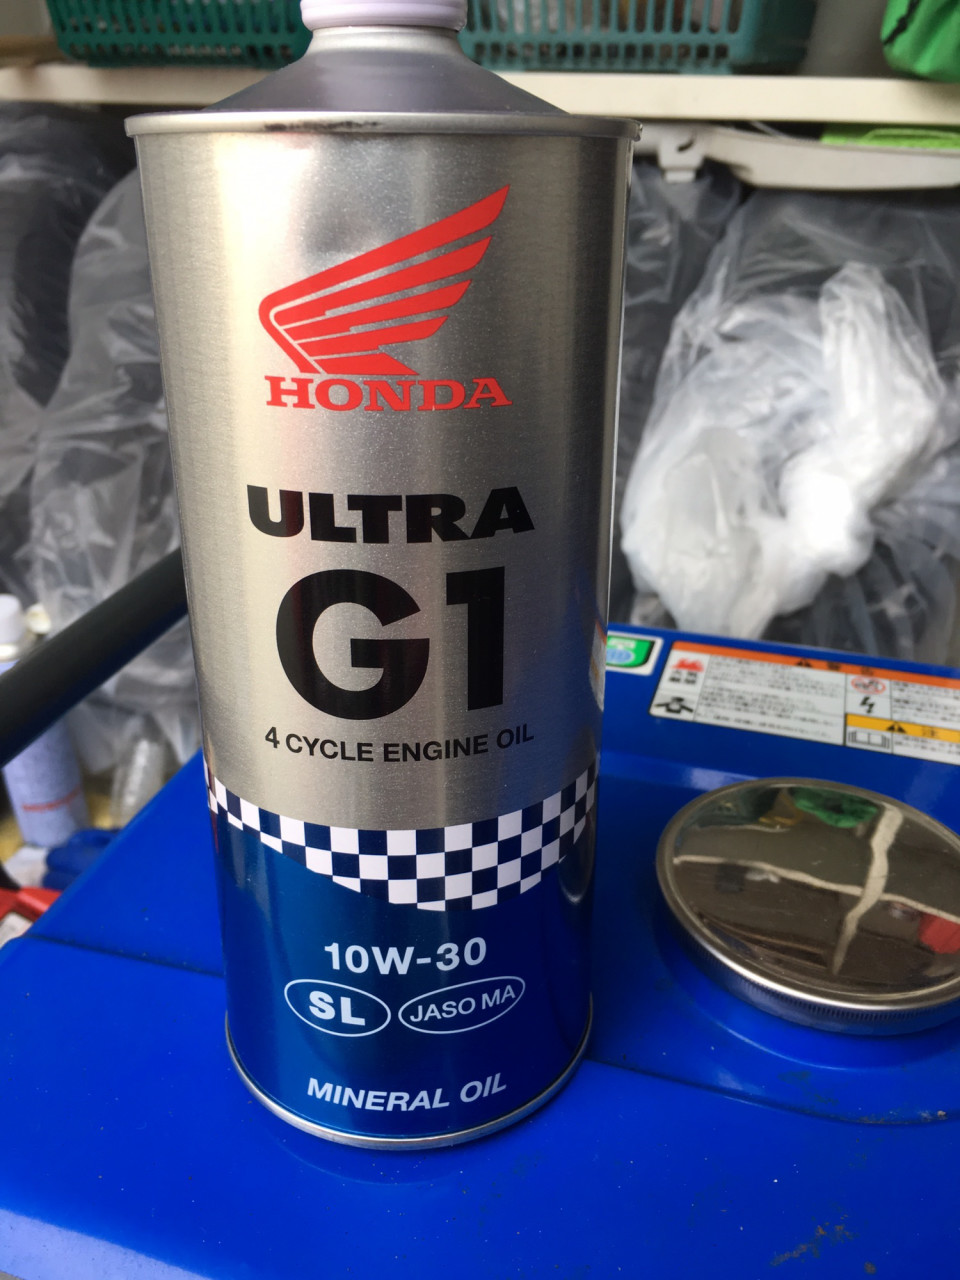 HONDA
ULTRA
G1
4 CYCLE ENGINE OIL
10W-30
SL
JASO MA
MINERAL OIL